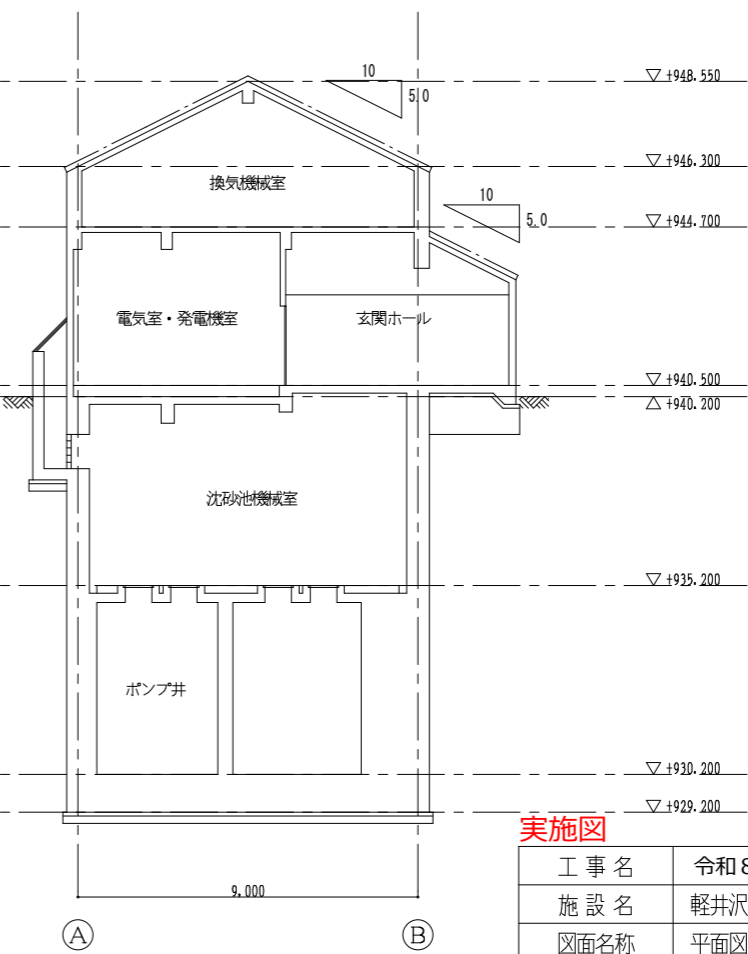 10
▽ +948.550
5.0
▽ +946.300
換気機械室
10
▽ +944.700
5.0
電気室・発電機室
玄関ホール
▽ +940.500
△ +940.200
沈砂池機械室
▽ +935.200
ポンプ井
▽ +930.200
▽ +929.200
実施図
工 事 名 令和8
施 設 名 軽井沢
図面名称 平面図
9,000
Ⓐ Ⓑ